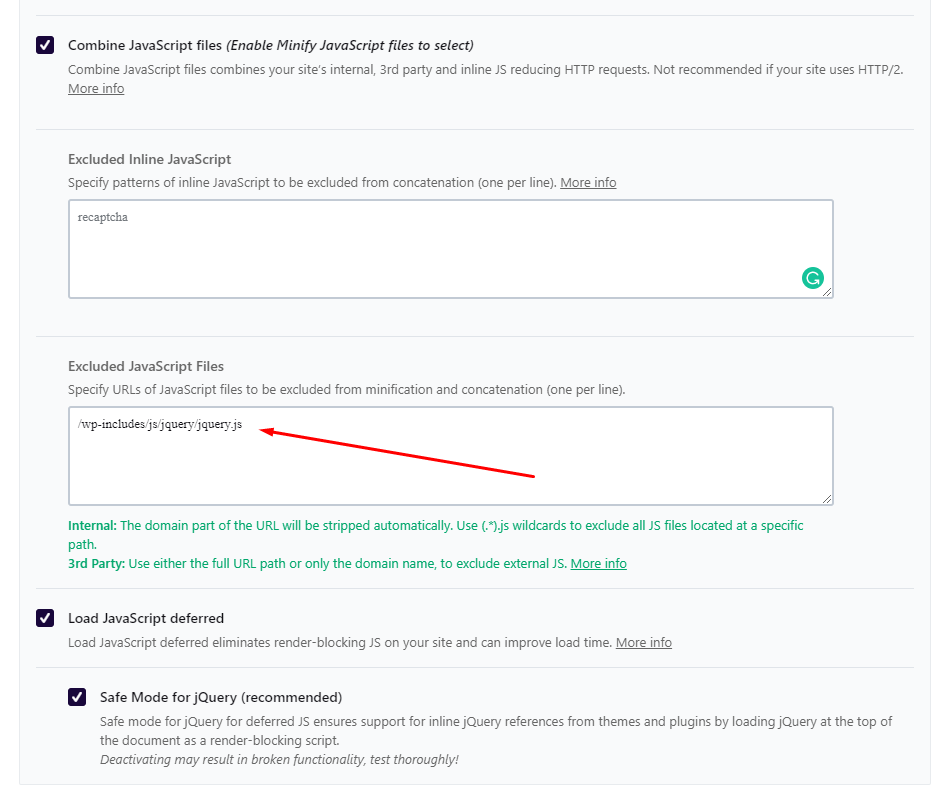 Combine JavaScript files (Enable Minify JavaScript files to select)
Combine JavaScript files combines your site's internal, 3rd party and inline JS reducing HTTP requests. Not recommended if your site uses HTTP/2.
More info
Excluded Inline JavaScript
Specify patterns of inline JavaScript to be excluded from concatenation (one per line). More info
recaptcha
Excluded JavaScript Files
Specify URLs of JavaScript files to be excluded from minification and concatenation (one per line).
/wp-includes/js/jquery/jquery.js
Internal: The domain part of the URL will be stripped automatically. Use (.*).js wildcards to exclude all JS files located at a specific
path.
3rd Party: Use either the full URL path or only the domain name, to exclude external JS. More info
Load JavaScript deferred
Load JavaScript deferred eliminates render-blocking JS on your site and can improve load time. More info
Safe Mode for jQuery (recommended)
Safe mode for jQuery for deferred JS ensures support for inline jQuery references from themes and plugins by loading jQuery at the top of
the document as a render-blocking script.
Deactivating may result in broken functionality, test thoroughly!